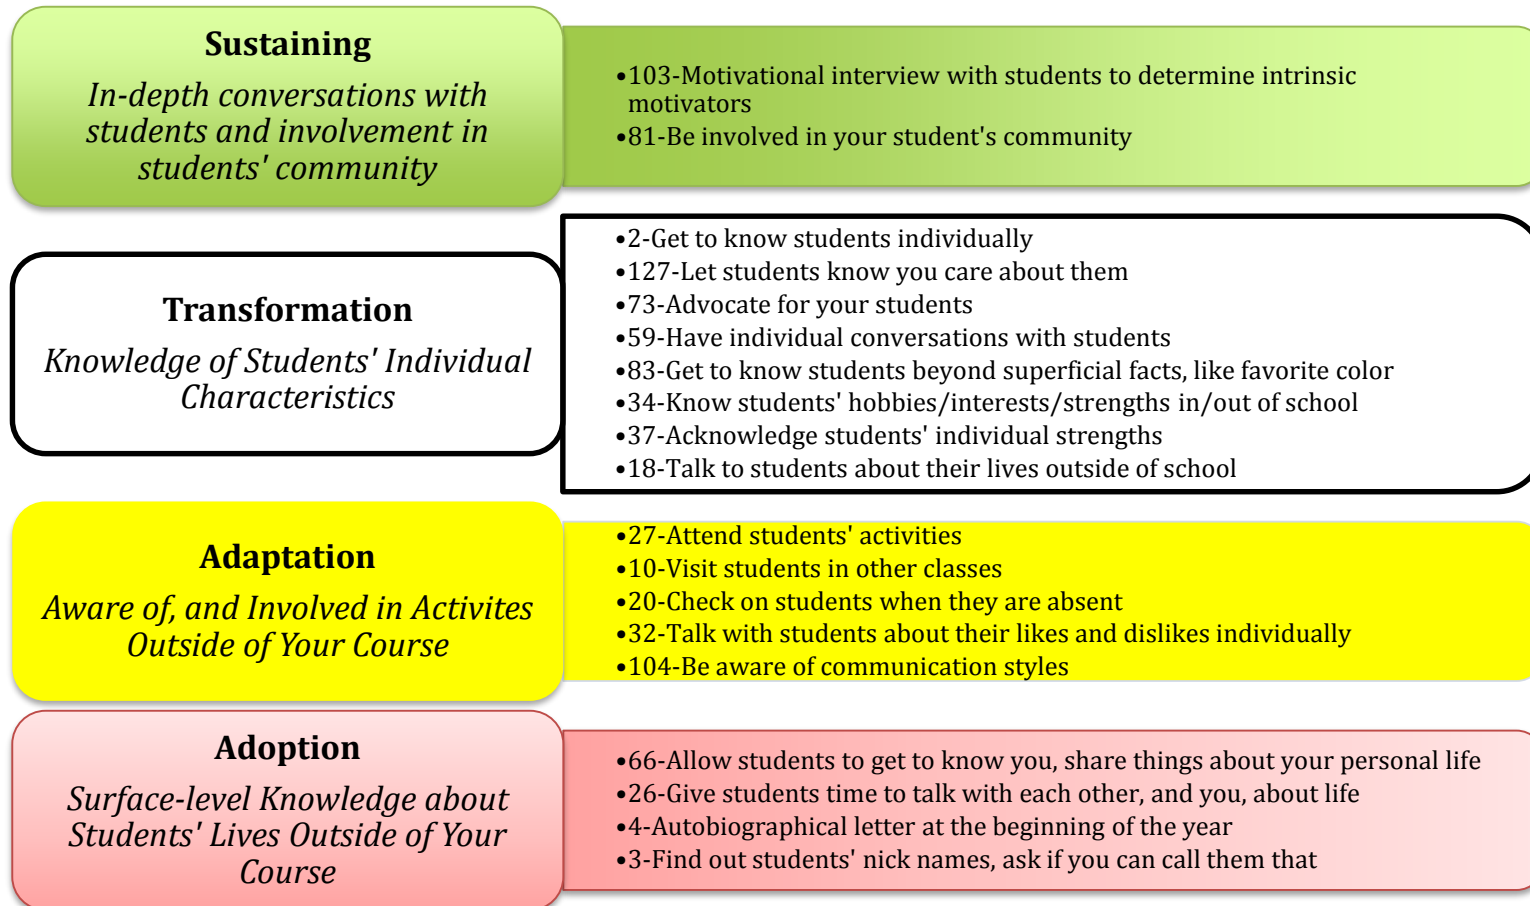 Sustaining
In-depth conversations with
students and involvement in
students' community
•103-Motivational interview with students to determine intrinsic
motivators
•81-Be involved in your student's community
Transformation
Knowledge of Students' Individual
Characteristics
•2-Get to know students individually
•127-Let students know you care about them
•73-Advocate for your students
•59-Have individual conversations with students
•83-Get to know students beyond superficial facts, like favorite color
•34-Know students' hobbies/interests/strengths in/out of school
•37-Acknowledge students' individual strengths
•18-Talk to students about their lives outside of school
Adaptation
Aware of, and Involved in Activites
Outside of Your Course
•27-Attend students' activities
•10-Visit students in other classes
•20-Check on students when they are absent
•32-Talk with students about their likes and dislikes individually
•104-Be aware of communication styles
Adoption
Surface-level Knowledge about
Students' Lives Outside of Your
Course
•66-Allow students to get to know you, share things about your personal life
•26-Give students time to talk with each other, and you, about life
•4-Autobiographical letter at the beginning of the year
•3-Find out students' nick names, ask if you can call them that